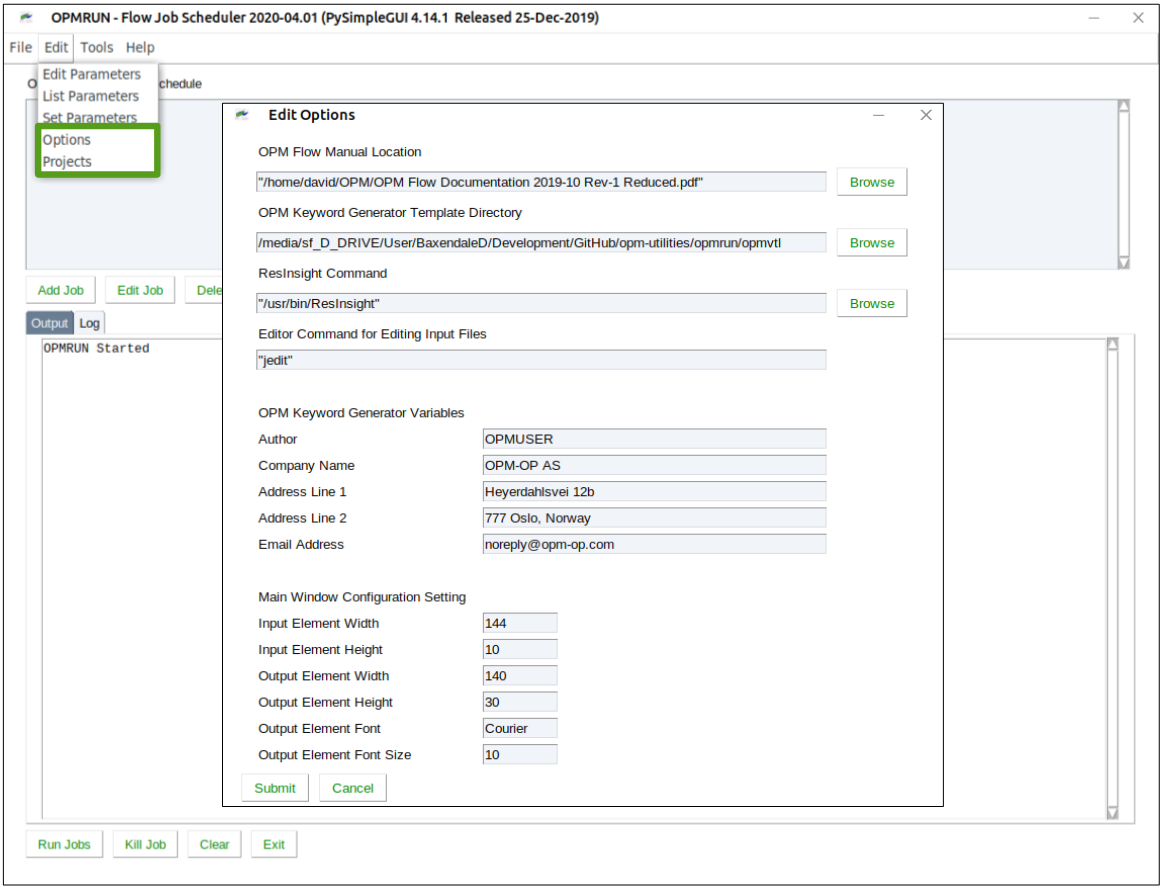 OPMRUN - Flow Job Scheduler 2020-04.01 (PySimpleGUI 4.14.1 Released 25-Dec-2019)
File Edit Tools Help
Edit Parameters
List Parameters
Set Parameters
Options
Projects
chedule
Edit Options
OPM Flow Manual Location
"/home/david/OPM/OPM Flow Documentation 2019-10 Rev-1 Reduced.pdf" Browse
OPM Keyword Generator Template Directory
/media/sf_D_DRIVE/User/BaxendaleD/Development/GitHub/opm-utilities/opmrun/opmvtl Browse
ResInsight Command
"/usr/bin/ResInsight" Browse
Editor Command for Editing Input Files
"jedit"
OPM Keyword Generator Variables
Author OPMUSER
Company Name OPM-OP AS
Address Line 1 Heyerdahlsvei 12b
Address Line 2 777 Oslo, Norway
Email Address noreply@opm-op.com
Main Window Configuration Setting
Input Element Width 144
Input Element Height 10
Output Element Width 140
Output Element Height 30
Output Element Font Courier
Output Element Font Size 10
Submit Cancel
Add Job Edit Job Dele
Output Log
OPMRUN Started
Run Jobs Kill Job Clear Exit